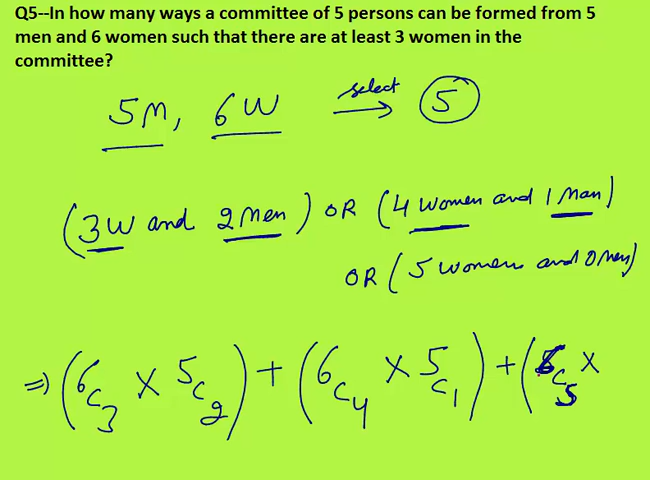 Q5--In how many ways a committee of 5 persons can be formed from 5
men and 6 women such that there are at least 3 women in the
committee?
5M, 6W select → 5
(3W and 2 Men) OR (4 Women and 1 Man)
OR (5 women and 0 Men)
⇒ (6C3 × 5C2) + (6C4 × 5C1) + (6C5 ×